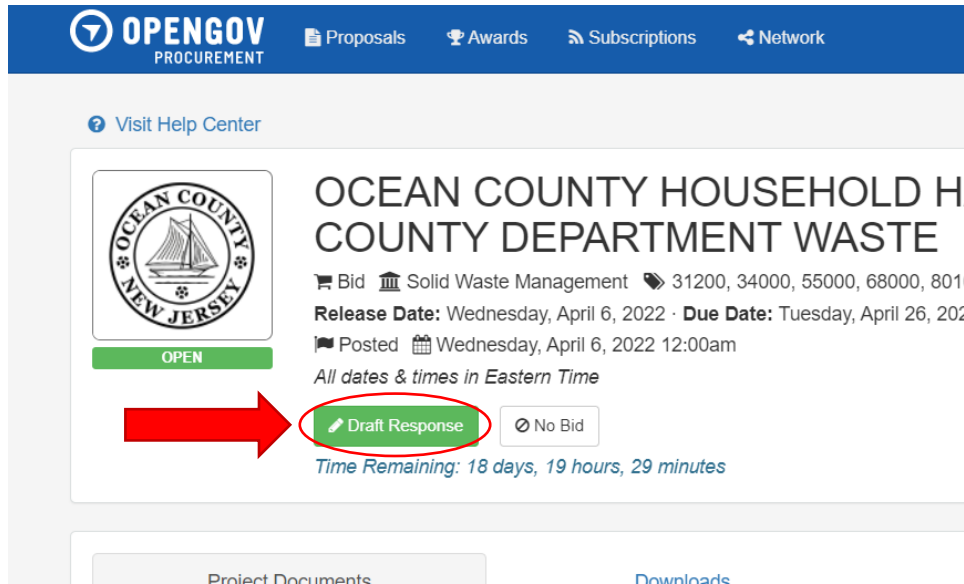 OPENGOV
PROCUREMENT
Proposals Awards Subscriptions Network
Visit Help Center
OCEAN COUNTY
NEW JERSEY
OPEN
OCEAN COUNTY HOUSEHOLD H
COUNTY DEPARTMENT WASTE
Bid Solid Waste Management 31200, 34000, 55000, 68000, 801
Release Date: Wednesday, April 6, 2022 · Due Date: Tuesday, April 26, 202
Posted Wednesday, April 6, 2022 12:00am
All dates & times in Eastern Time
Draft Response No Bid
Time Remaining: 18 days, 19 hours, 29 minutes
Project Documents Downloads